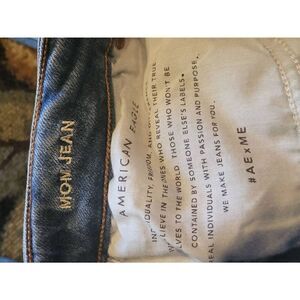 MOM JEAN
AMERICAN EAGLE
INDIVIDUALITY, FREEDOM, AND
LIEVE IN THE ONES WHO REVEAL THEIR TRUE
LVES TO THE WORLD. THOSE WHO WON'T BE
CONTAINED BY SOMEONE ELSE'S LABELS.
REAL INDIVIDUALS WITH PASSION AND PURPOSE,
WE MAKE JEANS FOR YOU.
#AExME